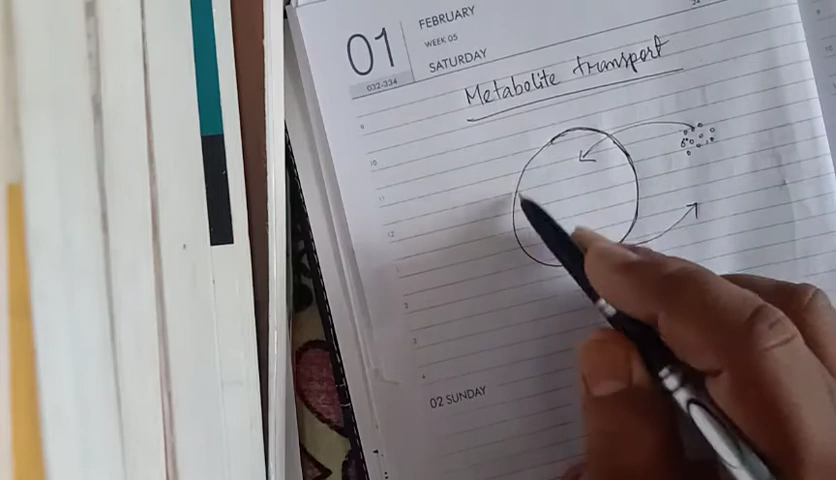 01
032-334
FEBRUARY
WEEK 05
SATURDAY
Metabolite transport
9
10
11
12
1
2
3
4
02 SUNDAY